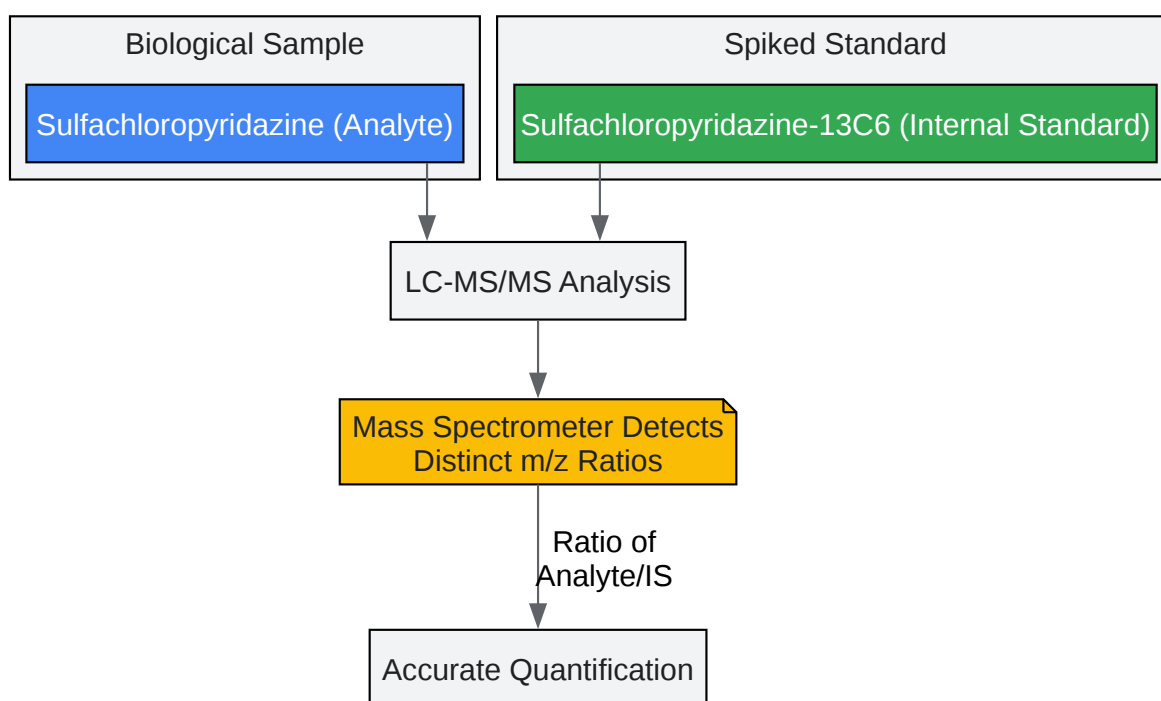 Biological Sample
Spiked Standard
Sulfachloropyridazine (Analyte)
Sulfachloropyridazine-13C6 (Internal Standard)
LC-MS/MS Analysis
Mass Spectrometer Detects
Distinct m/z Ratios
Ratio of
Analyte/IS
Accurate Quantification